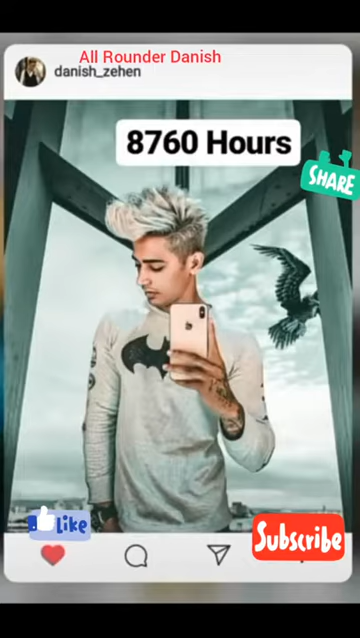 All Rounder Danish
danish_zehen
8760 Hours
SHARE
Like
Subscribe